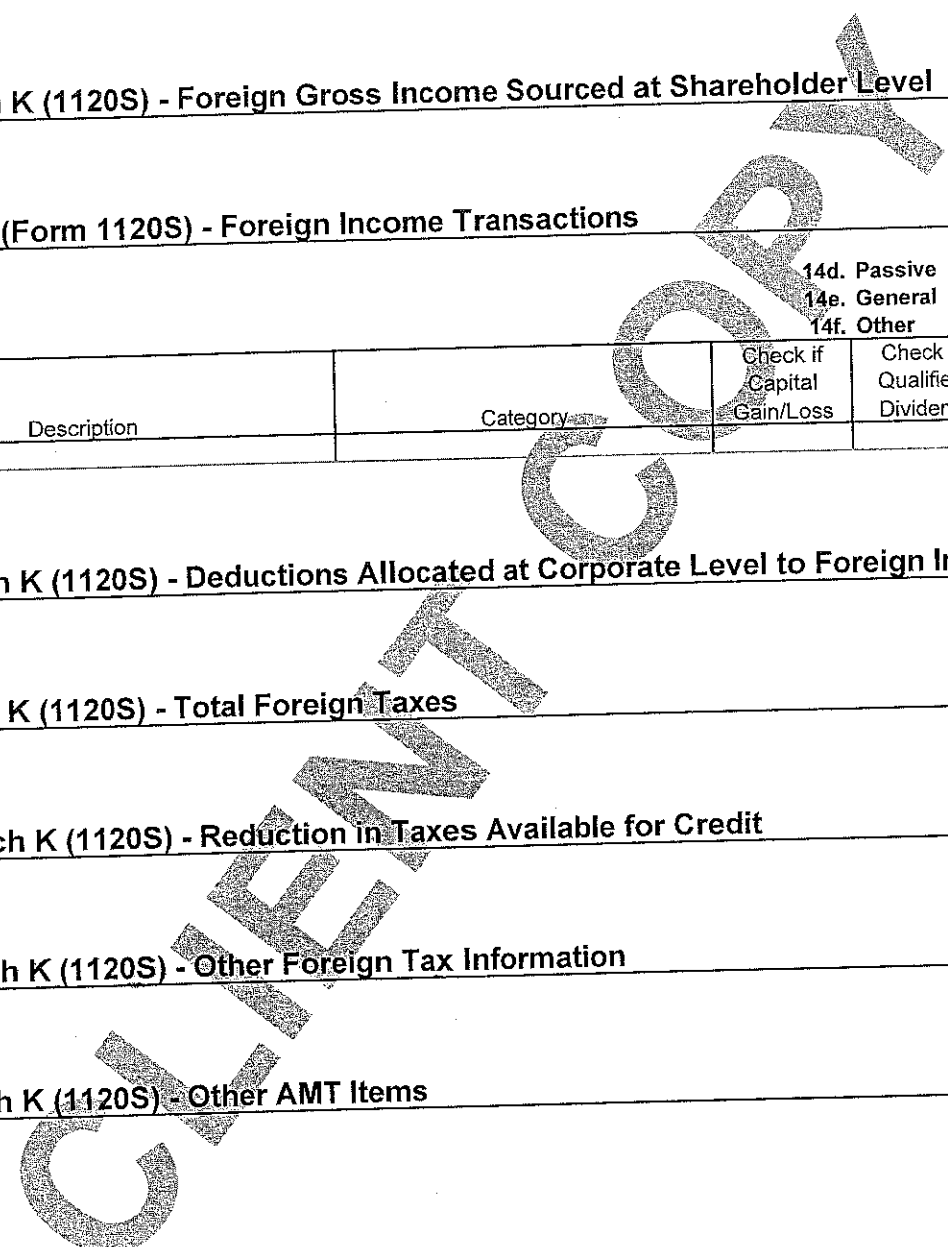 K (1120S) - Foreign Gross Income Sourced at Shareholder Level
(Form 1120S) - Foreign Income Transactions
14d. Passive
14e. General
14f. Other
Description
Category
Check if
Capital
Gain/Loss
Check
Qualifie
Dividen
h K (1120S) - Deductions Allocated at Corporate Level to Foreign I
K (1120S) - Total Foreign Taxes
ch K (1120S) - Reduction in Taxes Available for Credit
h K (1120S) - Other Foreign Tax Information
h K (1120S) - Other AMT Items
CLIENT COPY